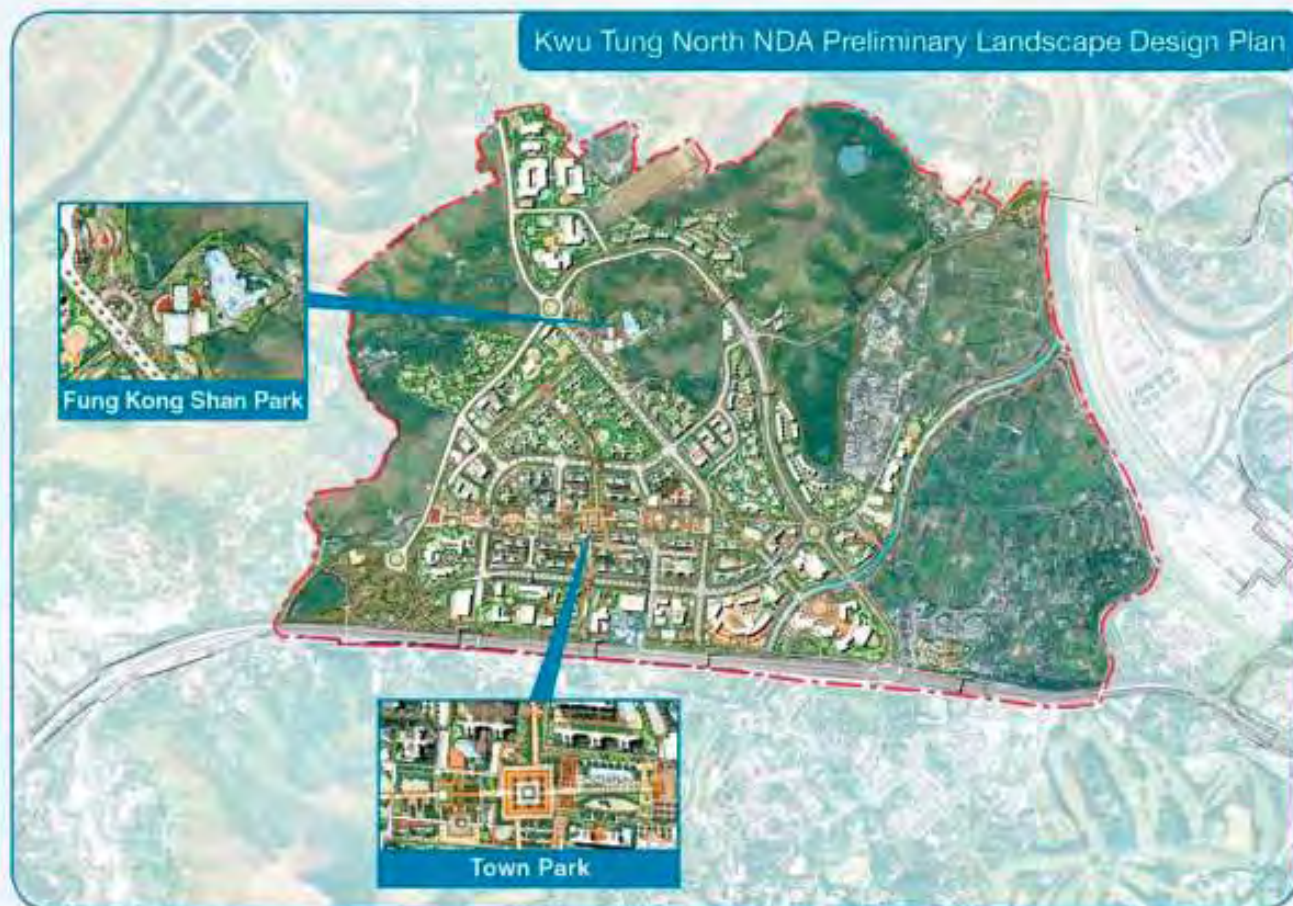 Kwu Tung North NDA Preliminary Landscape Design Plan
Fung Kong Shan Park
Town Park